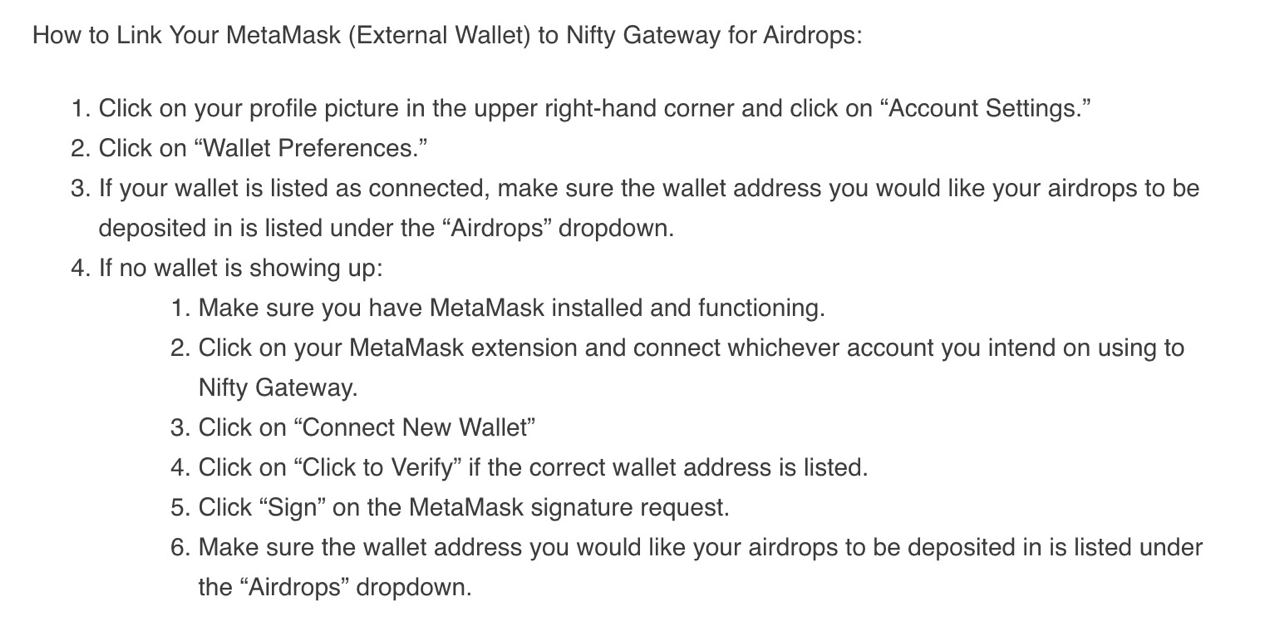 How to Link Your MetaMask (External Wallet) to Nifty Gateway for Airdrops:
1. Click on your profile picture in the upper right-hand corner and click on “Account Settings.”
2. Click on “Wallet Preferences.”
3. If your wallet is listed as connected, make sure the wallet address you would like your airdrops to be
deposited in is listed under the “Airdrops” dropdown.
4. If no wallet is showing up:
1. Make sure you have MetaMask installed and functioning.
2. Click on your MetaMask extension and connect whichever account you intend on using to
Nifty Gateway.
3. Click on “Connect New Wallet”
4. Click on “Click to Verify” if the correct wallet address is listed.
5. Click “Sign” on the MetaMask signature request.
6. Make sure the wallet address you would like your airdrops to be deposited in is listed under
the “Airdrops” dropdown.